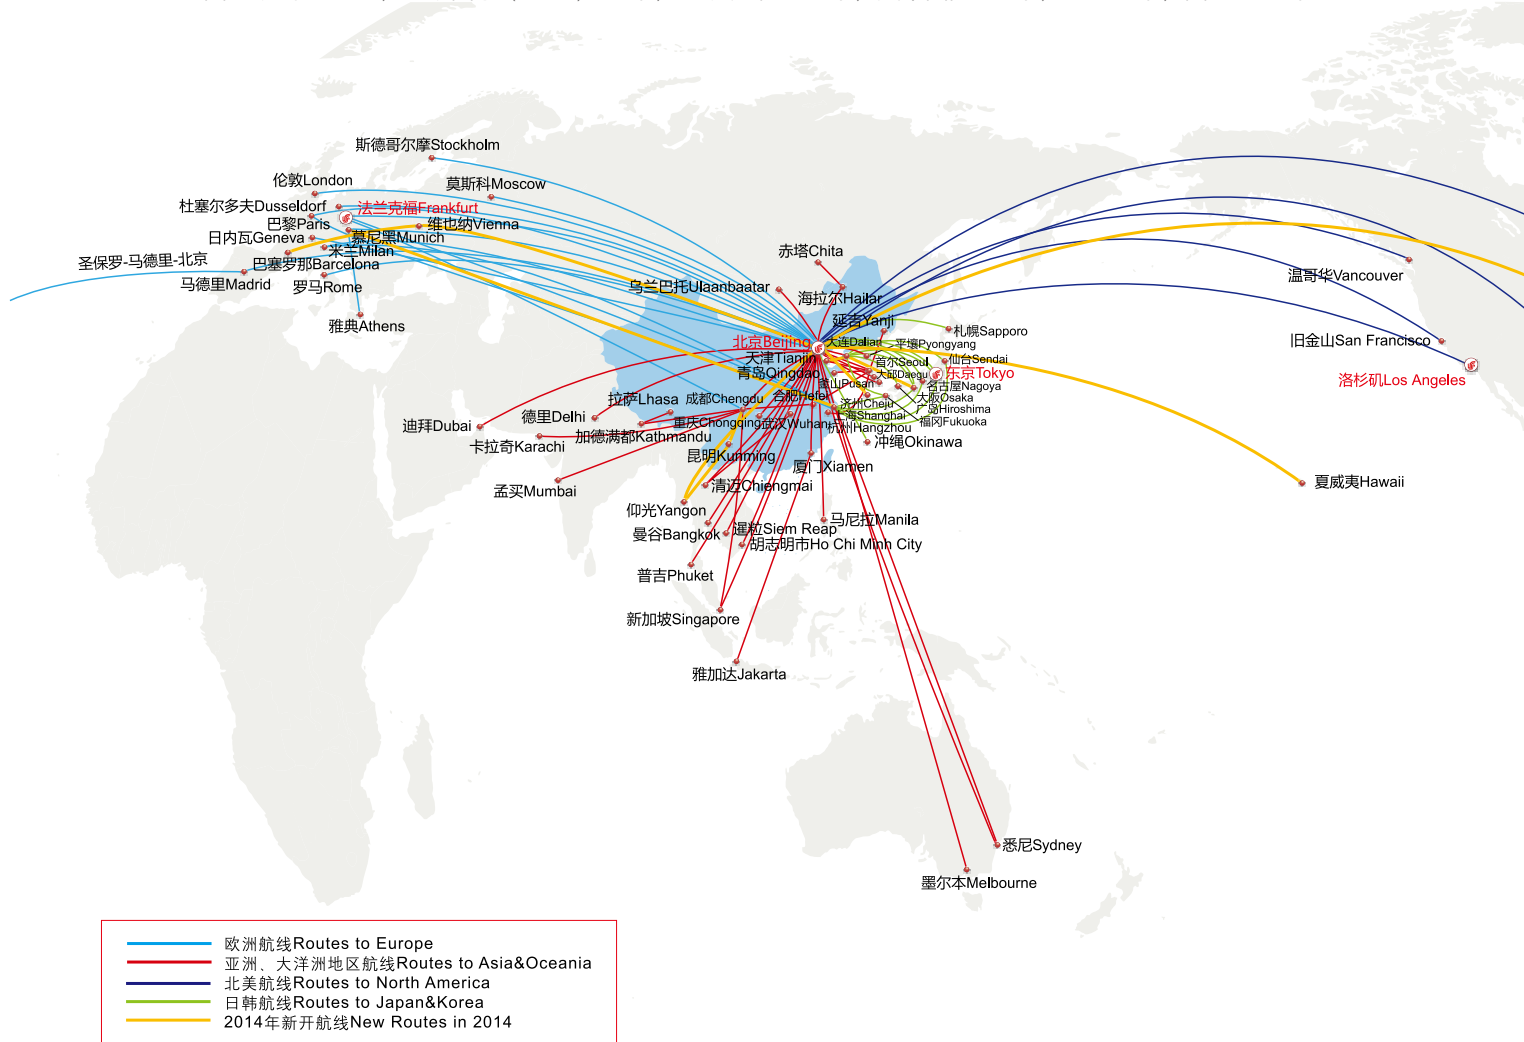 斯德哥尔摩Stockholm
伦敦London
莫斯科Moscow
杜塞尔多夫Dusseldorf
法兰克福Frankfurt
巴黎Paris
维也纳Vienna
日内瓦Geneva
慕尼黑Munich
米兰Milan
圣保罗-马德里-北京
巴塞罗那Barcelona
马德里Madrid
罗马Rome
雅典Athens
赤塔Chita
乌兰巴托Ulaanbaatar
海拉尔Hailar
延吉Yanji
札幌Sapporo
温哥华Vancouver
北京Beijing
大连Dalian
平壤Pyongyang
旧金山San Francisco
天津Tianjin
首尔Seoul
仙台Sendai
青岛Qingdao
大邱Daegu
东京Tokyo
洛杉矶Los Angeles
釜山Pusan
名古屋Nagoya
拉萨Lhasa
成都Chengdu
合肥Hefei
济州Cheju
大阪Osaka
广岛Hiroshima
迪拜Dubai
德里Delhi
重庆Chongqing
武汉Wuhan
上海Shanghai
福冈Fukuoka
杭州Hangzhou
卡拉奇Karachi
加德满都Kathmandu
冲绳Okinawa
昆明Kunming
厦门Xiamen
孟买Mumbai
清迈Chiengmai
夏威夷Hawaii
仰光Yangon
马尼拉Manila
曼谷Bangkok
暹粒Siem Reap
胡志明市Ho Chi Minh City
普吉Phuket
新加坡Singapore
雅加达Jakarta
悉尼Sydney
墨尔本Melbourne
欧洲航线Routes to Europe
亚洲、大洋洲地区航线Routes to Asia&Oceania
北美航线Routes to North America
日韩航线Routes to Japan&Korea
2014年新开航线New Routes in 2014